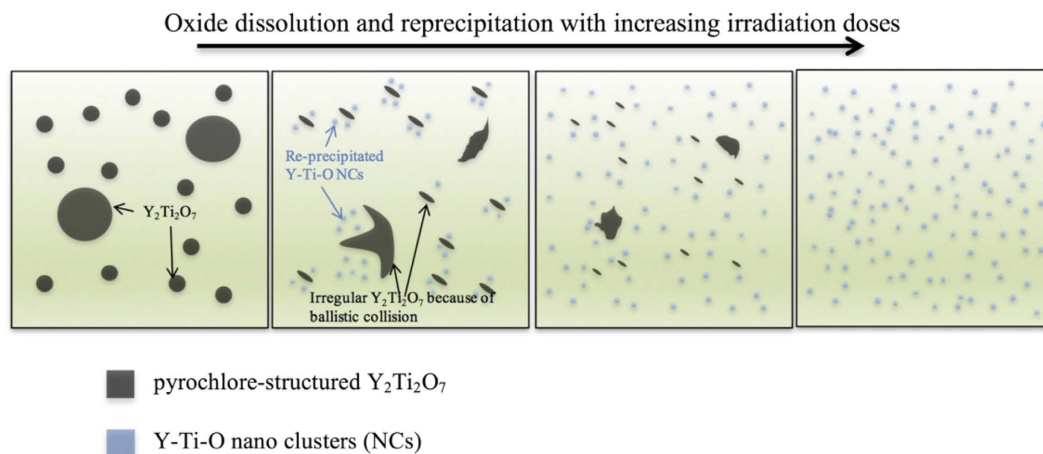 Oxide dissolution and reprecipitation with increasing irradiation doses
Y₂Ti₂O₇
Re-precipitated
Y-Ti-O NCs
Irregular Y₂Ti₂O₇ because of
ballistic collision
pyrochlore-structured Y₂Ti₂O₇
Y-Ti-O nano clusters (NCs)